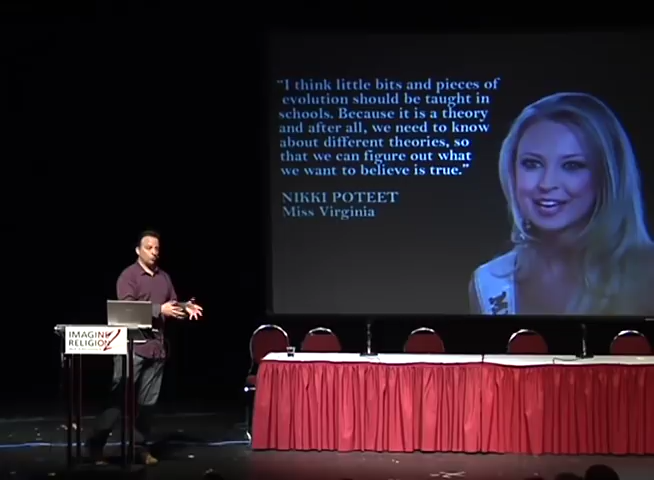 "I think little bits and pieces of
evolution should be taught in
schools. Because it is a theory
and after all, we need to know
about different theories, so
that we can figure out what
we want to believe is true."
NIKKI POTEET
Miss Virginia
IMAGINE
RELIGION
2